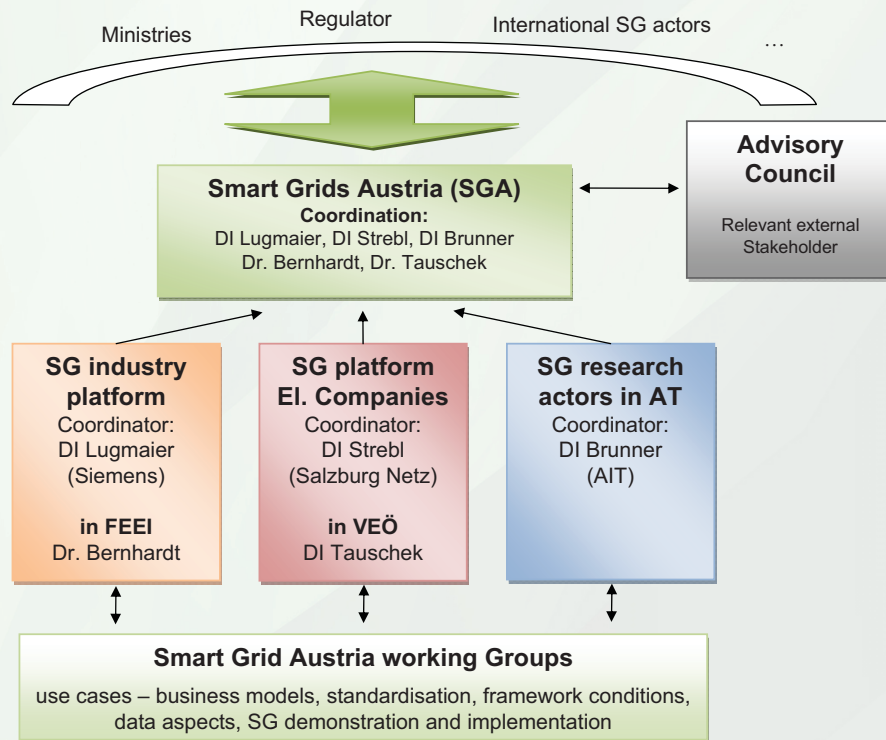 Ministries
Regulator
International SG actors
…
Advisory
Council
Relevant external
Stakeholder
Smart Grids Austria (SGA)
Coordination:
DI Lugmaier, DI Strebl, DI Brunner
Dr. Bernhardt, Dr. Tauschek
SG industry
platform
Coordinator:
DI Lugmaier
(Siemens)
in FEEI
Dr. Bernhardt
SG platform
El. Companies
Coordinator:
DI Strebl
(Salzburg Netz)
in VEÖ
DI Tauschek
SG research
actors in AT
Coordinator:
DI Brunner
(AIT)
Smart Grid Austria working Groups
use cases – business models, standardisation, framework conditions,
data aspects, SG demonstration and implementation